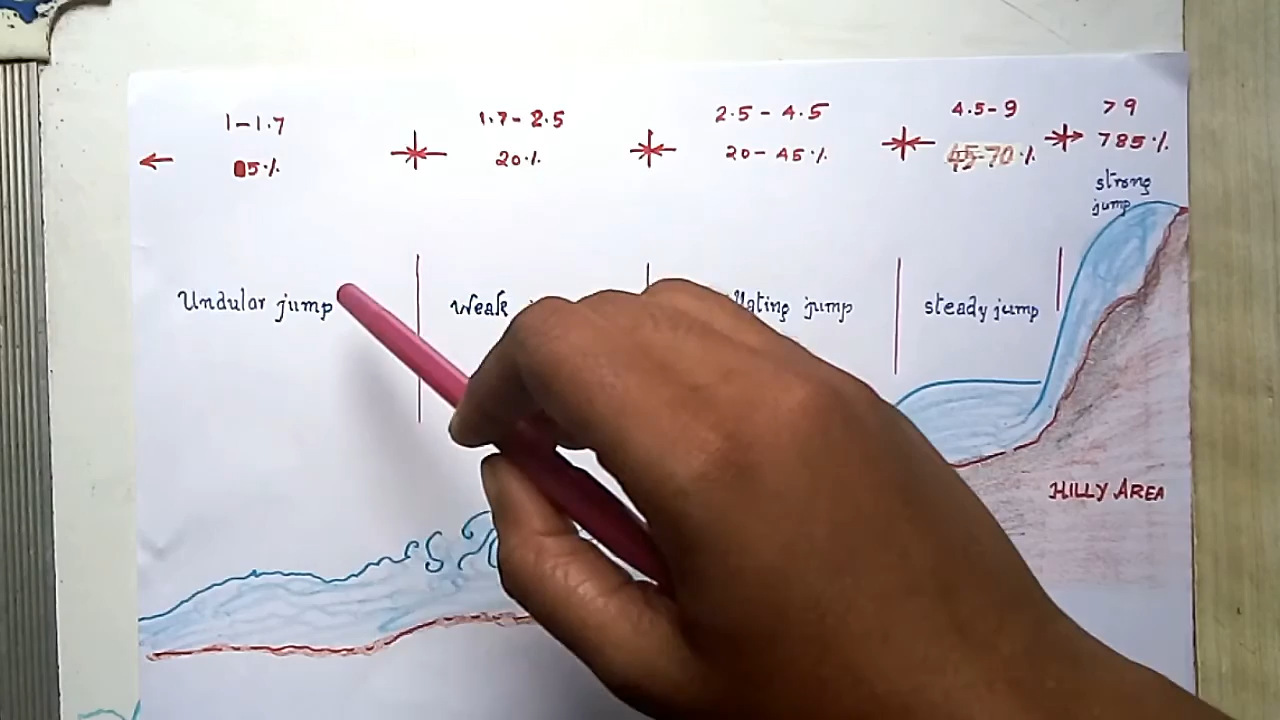 1-1.7 1.7-2.5 2.5-4.5 4.5-9 >9
5% 20% 20-45% 45-70% 785%
strong
jump
Undular jump Weak lating jump steady jump
HILLY AREA